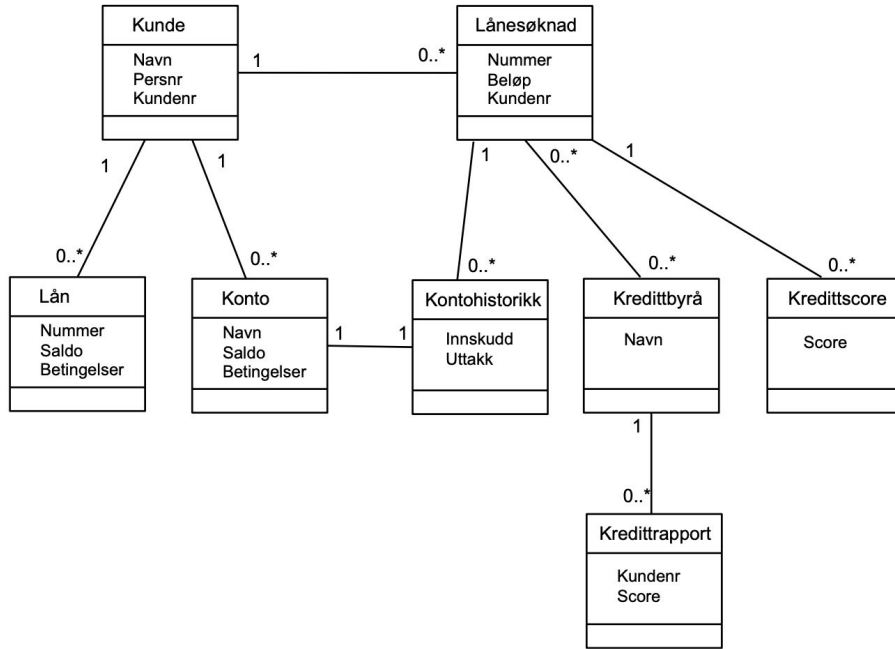 Kunde
Navn
Persnr
Kundenr
1
0..*
Lånesøknad
Nummer
Beløp
Kundenr
1
1
1
0..*
1
0..*
0..*
0..*
0..*
0..*
Lån
Nummer
Saldo
Betingelser
Konto
Navn
Saldo
Betingelser
1
1
Kontohistorikk
Innskudd
Uttakk
Kredittbyrå
Navn
Kredittscore
Score
1
0..*
Kredittrapport
Kundenr
Score